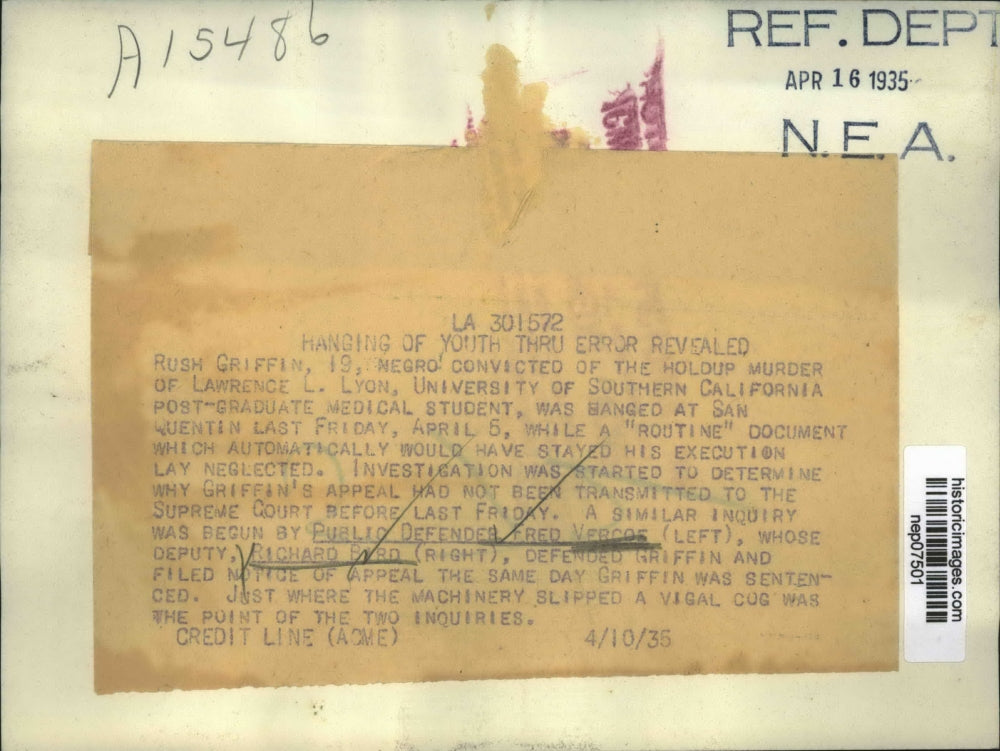 A15486
REF. DEPT
APR 16 1935
N.E.A.
LA 301572
HANGING OF YOUTH THRU ERROR REVEALED
RUSH GRIFFIN, 19, NEGRO CONVICTED OF THE HOLDUP MURDER
OF LAWRENCE L. LYON, UNIVERSITY OF SOUTHERN CALIFORNIA
POST-GRADUATE MEDICAL STUDENT, WAS HANGED AT SAN
QUENTIN LAST FRIDAY, APRIL 5, WHILE A "ROUTINE" DOCUMENT
WHICH AUTOMATICALLY WOULD HAVE STAYED HIS EXECUTION
LAY NEGLECTED. INVESTIGATION WAS STARTED TO DETERMINE
WHY GRIFFIN'S APPEAL HAD NOT BEEN TRANSMITTED TO THE
SUPREME COURT BEFORE LAST FRIDAY. A SIMILAR INQUIRY
WAS BEGUN BY PUBLIC DEFENDER FRED VERCOE (LEFT), WHOSE
DEPUTY, RICHARD BIRD (RIGHT), DEFENDED GRIFFIN AND
FILED NOTICE OF APPEAL THE SAME DAY GRIFFIN WAS SENTEN-
CED. JUST WHERE THE MACHINERY SLIPPED A VIGAL COG WAS
THE POINT OF THE TWO INQUIRIES.
CREDIT LINE (ACME) 4/10/35
historicimages.com
nep07501